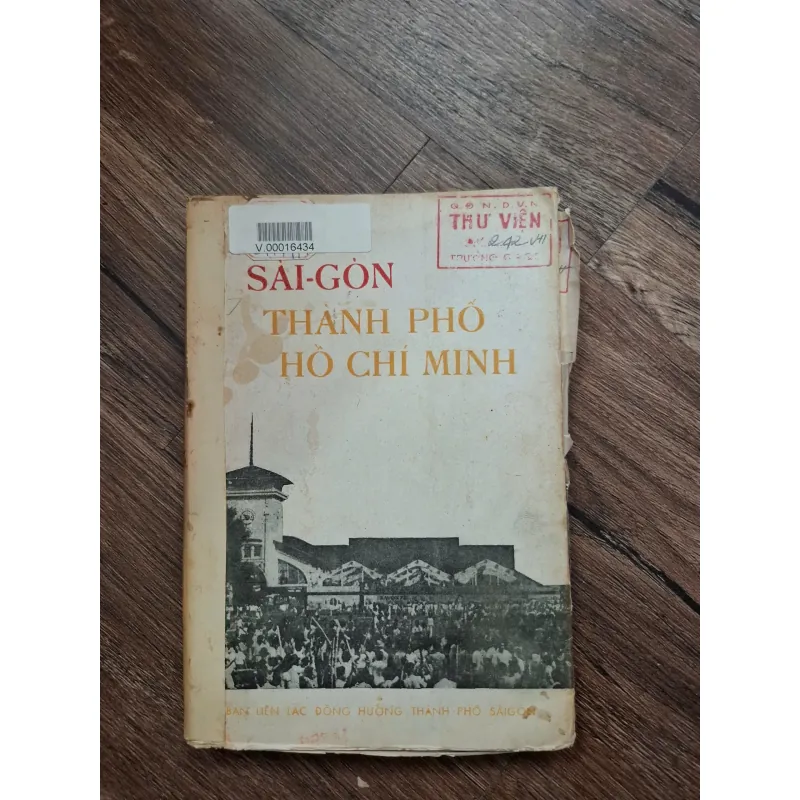 G.Đ N.D.V.N
THƯ VIỆN
V.00016434
SÀI-GÒN
THÀNH PHỐ
HỒ CHÍ MINH
BAN LIÊN LẠC ĐỒNG HƯƠNG THÀNH PHỐ SÀIGÒN